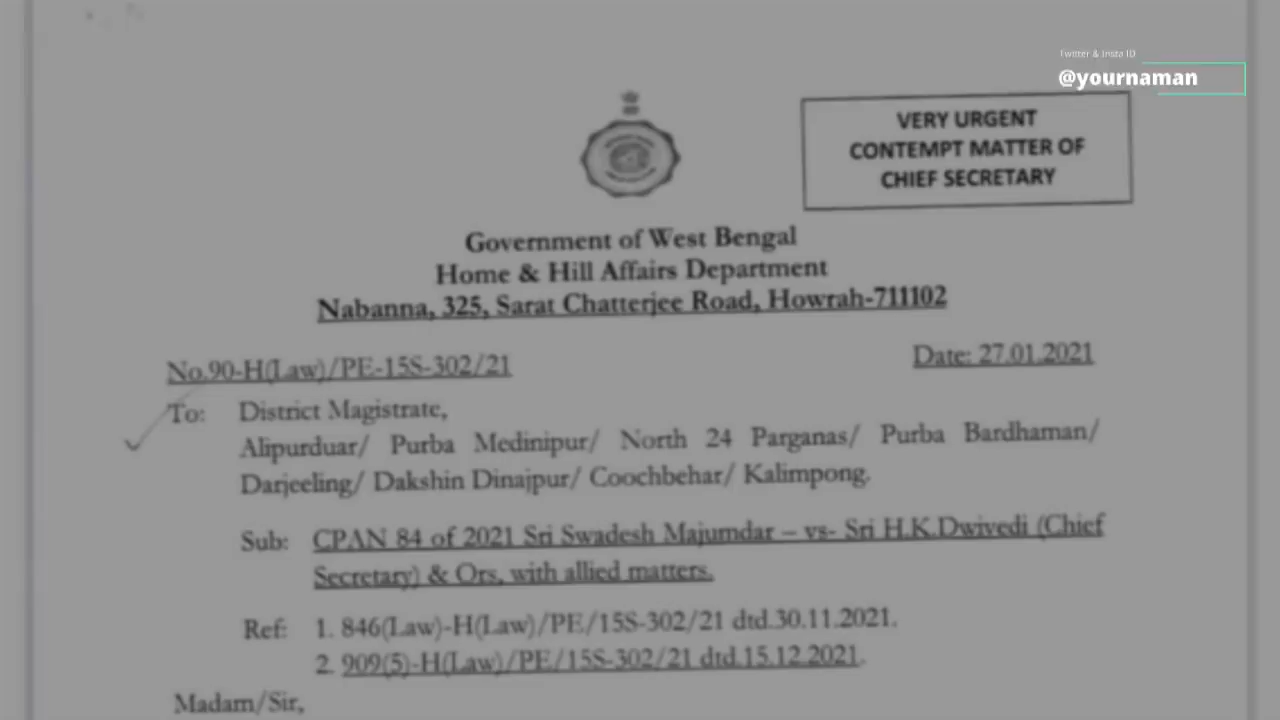 Twitter & Insta ID
@yournaman
VERY URGENT
CONTEMPT MATTER OF
CHIEF SECRETARY
Government of West Bengal
Home & Hill Affairs Department
Nabanna, 325, Sarat Chatterjee Road, Howrah-711102
No.90-H(Law)/PE-15S-302/21
Date: 27.01.2021
To: District Magistrate,
Alipurduar/ Purba Medinipur/ North 24 Parganas/ Purba Bardhaman/
Darjeeling/ Dakshin Dinajpur/ Coochbehar/ Kalimpong.
Sub: CPAN 84 of 2021 Sri Swadesh Majumdar – vs- Sri H.K.Dwivedi (Chief
Secretary) & Ors, with allied matters.
Ref: 1. 846(Law)-H(Law)/PE/15S-302/21 dtd.30.11.2021.
2. 909(5)-H(Law)/PE/15S-302/21 dtd.15.12.2021.
Madam/Sir,